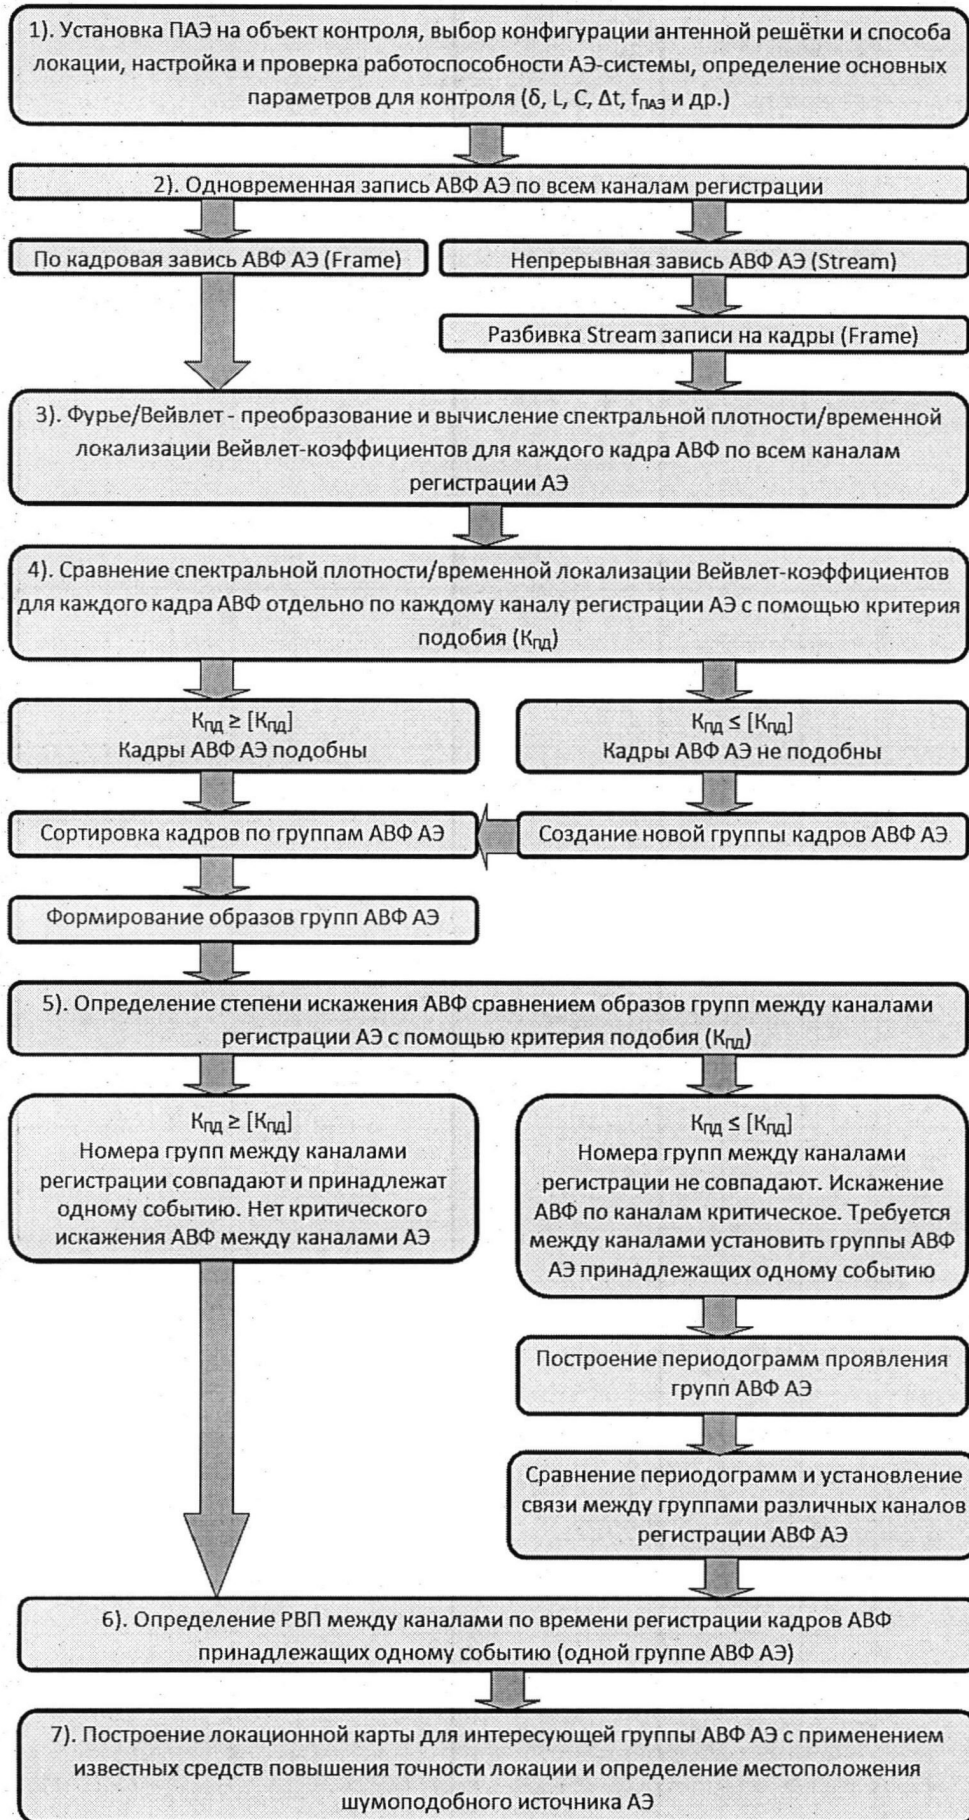 1). Установка ПАЭ на объект контроля, выбор конфигурации антенной решётки и способа
локации, настройка и проверка работоспособности АЭ-системы, определение основных
параметров для контроля (δ, L, C, Δt, fПАЭ и др.)
2). Одновременная запись АВФ АЭ по всем каналам регистрации
По кадровая завись АВФ АЭ (Frame)
Непрерывная завись АВФ АЭ (Stream)
Разбивка Stream записи на кадры (Frame)
3). Фурье/Вейвлет - преобразование и вычисление спектральной плотности/временной
локализации Вейвлет-коэффициентов для каждого кадра АВФ по всем каналам
регистрации АЭ
4). Сравнение спектральной плотности/временной локализации Вейвлет-коэффициентов
для каждого кадра АВФ отдельно по каждому каналу регистрации АЭ с помощью критерия
подобия (КПД)
КПД ≥ [КПД]
Кадры АВФ АЭ подобны
КПД ≤ [КПД]
Кадры АВФ АЭ не подобны
Сортировка кадров по группам АВФ АЭ
Создание новой группы кадров АВФ АЭ
Формирование образов групп АВФ АЭ
5). Определение степени искажения АВФ сравнением образов групп между каналами
регистрации АЭ с помощью критерия подобия (КПД)
КПД ≥ [КПД]
Номера групп между каналами
регистрации совпадают и принадлежат
одному событию. Нет критического
искажения АВФ между каналами АЭ
КПД ≤ [КПД]
Номера групп между каналами
регистрации не совпадают. Искажение
АВФ по каналам критическое. Требуется
между каналами установить группы АВФ
АЭ принадлежащих одному событию
Построение периодограмм проявления
групп АВФ АЭ
Сравнение периодограмм и установление
связи между группами различных каналов
регистрации АВФ АЭ
6). Определение РВП между каналами по времени регистрации кадров АВФ
принадлежащих одному событию (одной группе АВФ АЭ)
7). Построение локационной карты для интересующей группы АВФ АЭ с применением
известных средств повышения точности локации и определение местоположения
шумоподобного источника АЭ